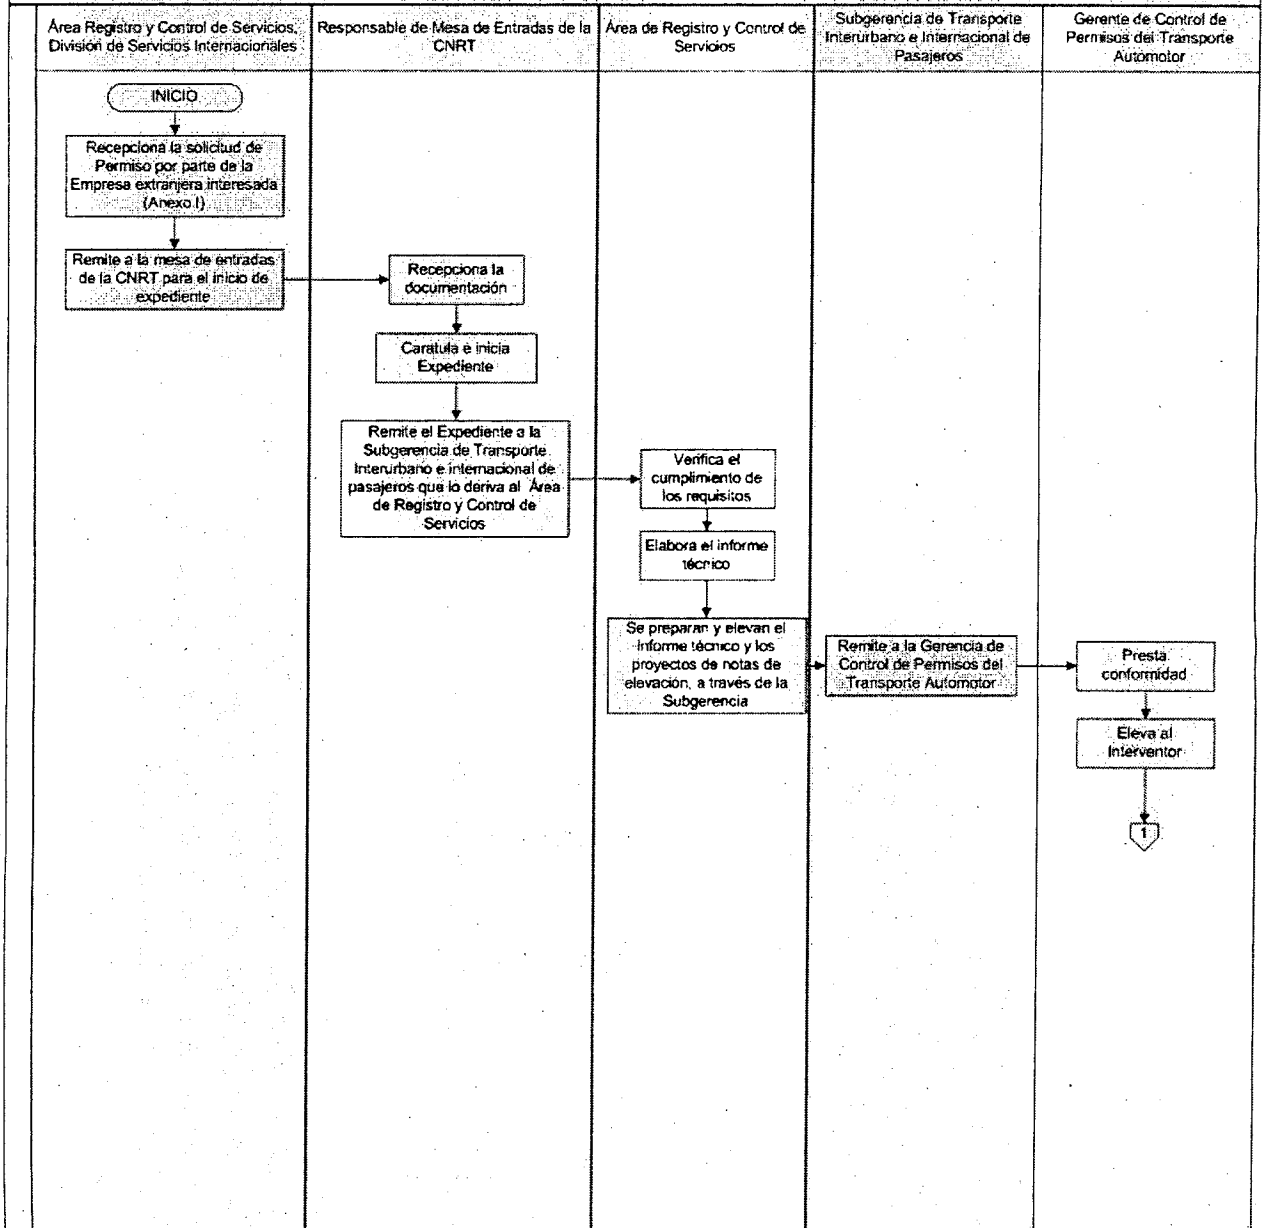 Área Registro y Control de Servicios.
División de Servicios Internacionales
Responsable de Mesa de Entradas de la
CNRT
Área de Registro y Control de
Servicios
Subgerencia de Transporte
Interurbano e Internacional de
Pasajeros
Gerente de Control de
Permisos del Transporte
Automotor
INICIO
Recepciona la solicitud de
Permiso por parte de la
Empresa extranjera interesada
(Anexo I)
Remite a la mesa de entradas
de la CNRT para el inicio de
expediente
Recepciona la
documentación
Caratula e inicia
Expediente
Remite el Expediente a la
Subgerencia de Transporte
Interurbano e internacional de
pasajeros que lo deriva al Área
de Registro y Control de
Servicios
Verifica el
cumplimiento de
los requisitos
Elabora el informe
técnico
Se preparan y elevan el
Informe técnico y los
proyectos de notas de
elevación, a través de la
Subgerencia
Remite a la Gerencia de
Control de Permisos del
Transporte Automotor
Presta
conformidad
Eleva al
Interventor
1